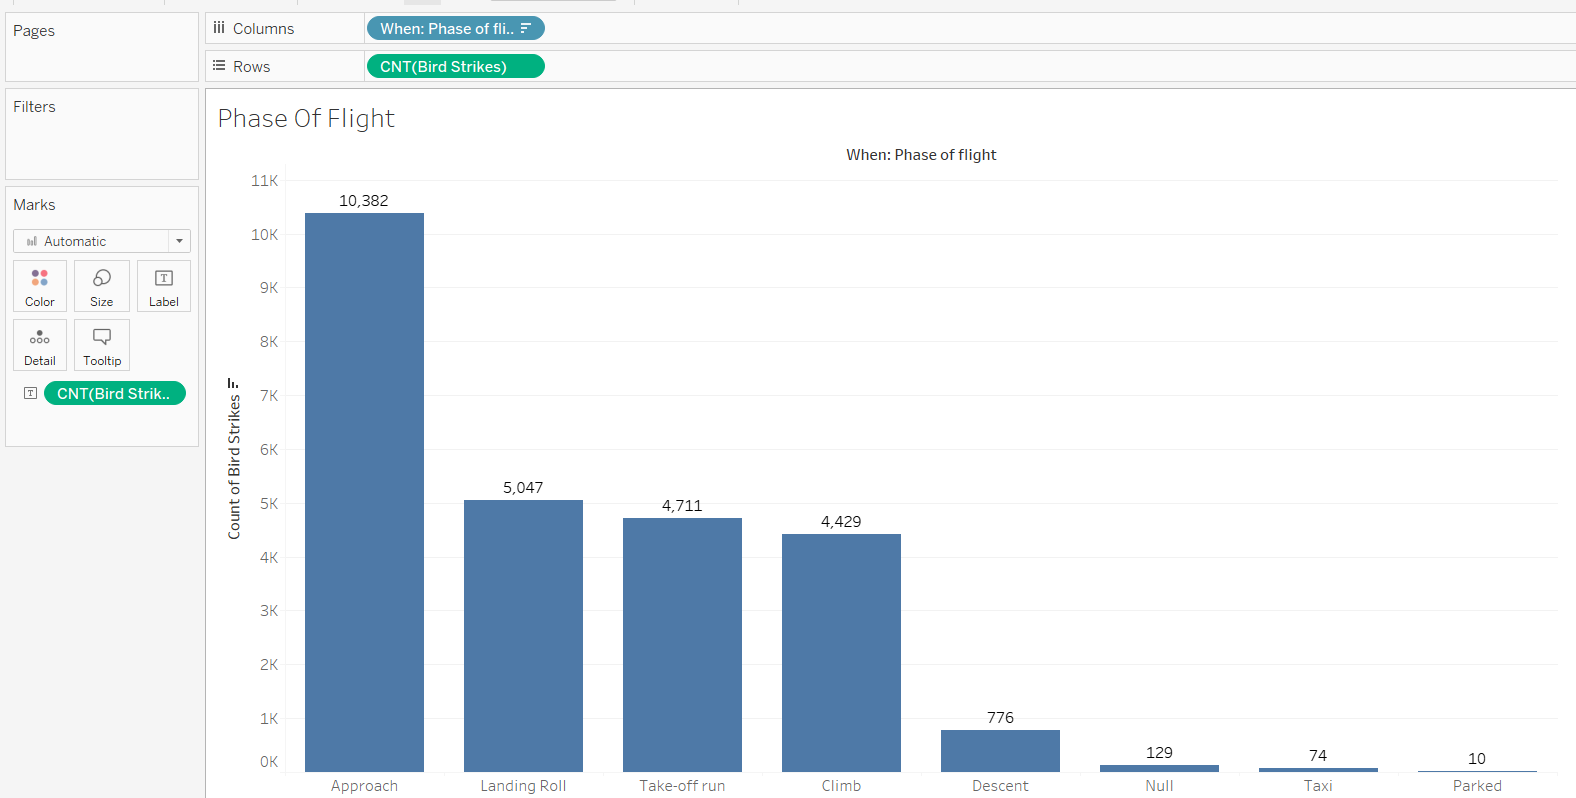 Pages
Columns
When: Phase of fli..
Rows
CNT(Bird Strikes)
Filters
Marks
Automatic
Color
Size
T
Label
Detail
Tooltip
T
CNT(Bird Strik..
Phase Of Flight
When: Phase of flight
Count of Bird Strikes
11K
10K
9K
8K
7K
6K
5K
4K
3K
2K
1K
0K
10,382
5,047
4,711
4,429
776
129
74
10
Approach
Landing Roll
Take-off run
Climb
Descent
Null
Taxi
Parked